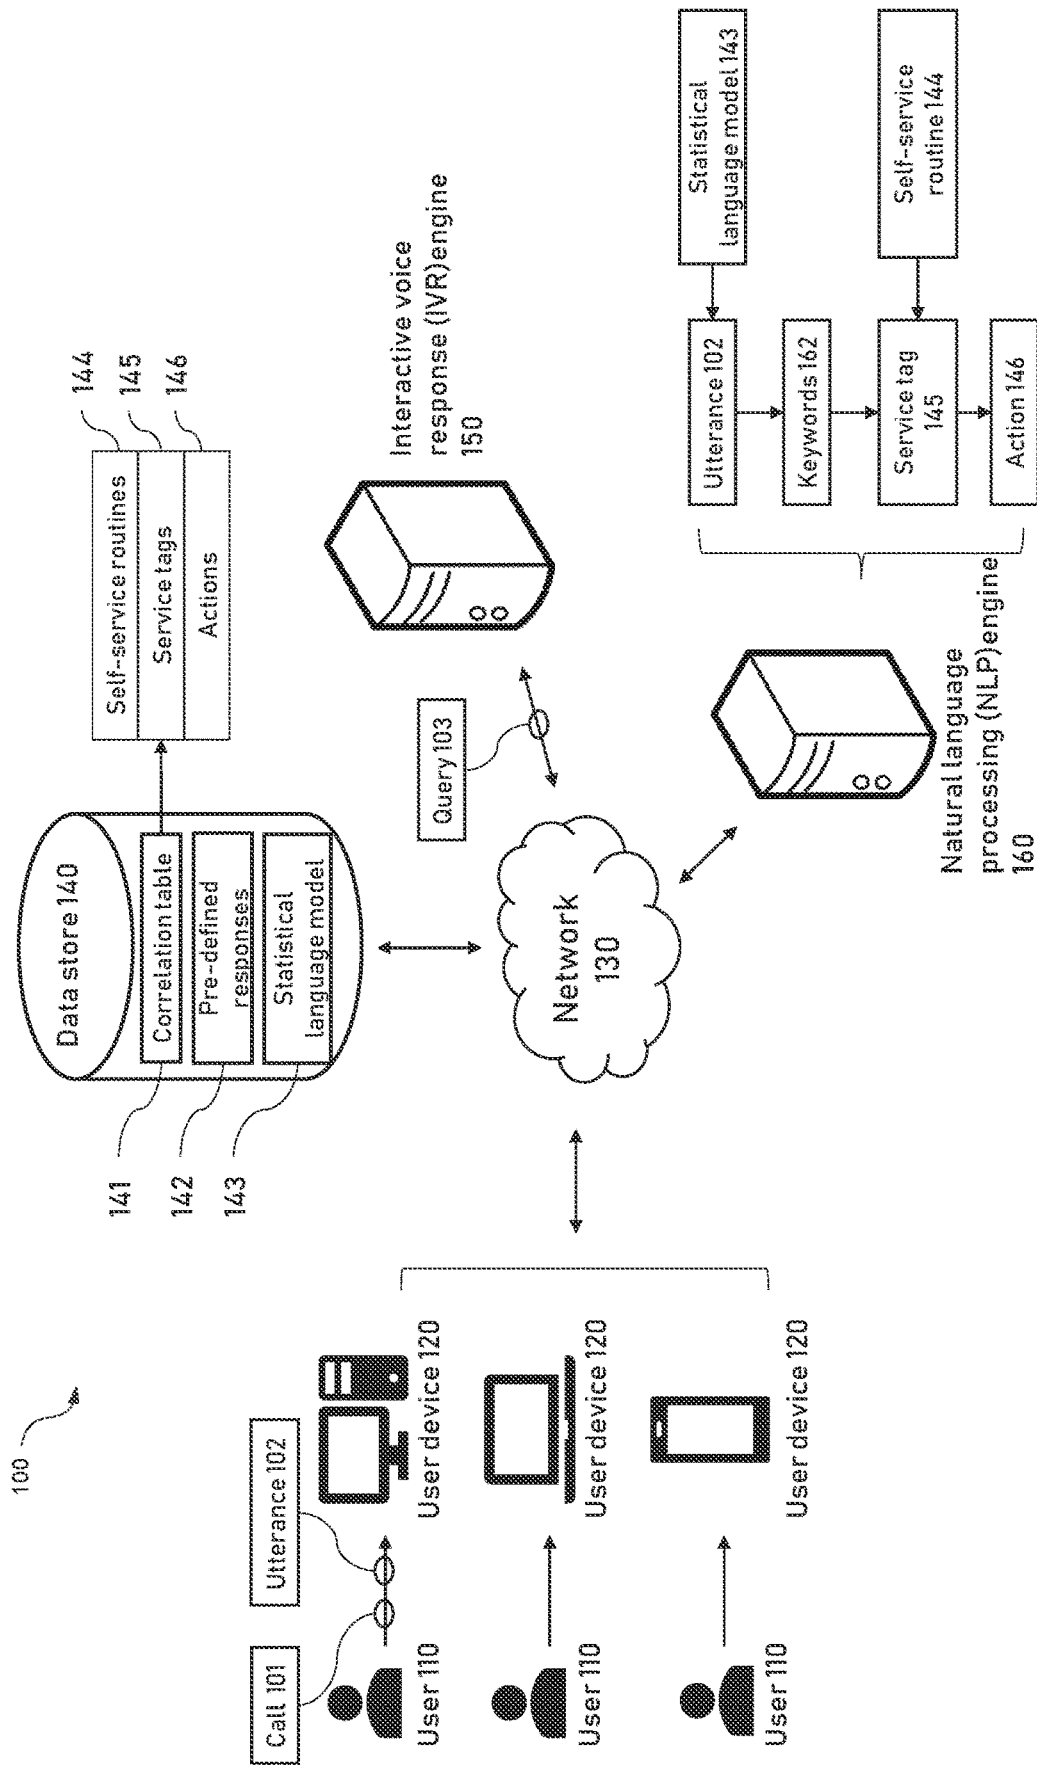 100
Call 101
Utterance 102
User 110
User device 120
User 110
User device 120
User 110
User device 120
141
142
143
Data store 140
Correlation table
Pre-defined
responses
Statistical
language model
Self-service routines
Service tags
Actions
144
145
146
Network
130
Query 103
Interactive voice
response (IVR)engine
150
Natural language
processing (NLP)engine
160
Utterance 102
Keywords 162
Service tag
145
Action 146
Statistical
language model 143
Self-service
routine 144